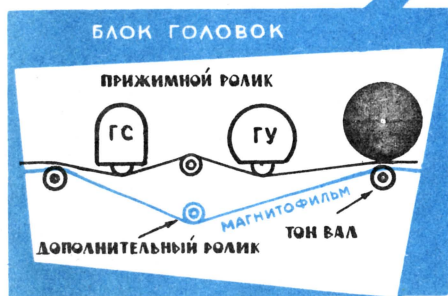 БЛОК ГОЛОВОК
ПРИЖИМНОЙ РОЛИК
ГС
ГУ
МАГНИТОФИЛЬМ
ДОПОЛНИТЕЛЬНЫЙ РОЛИК
ТОН ВАЛ